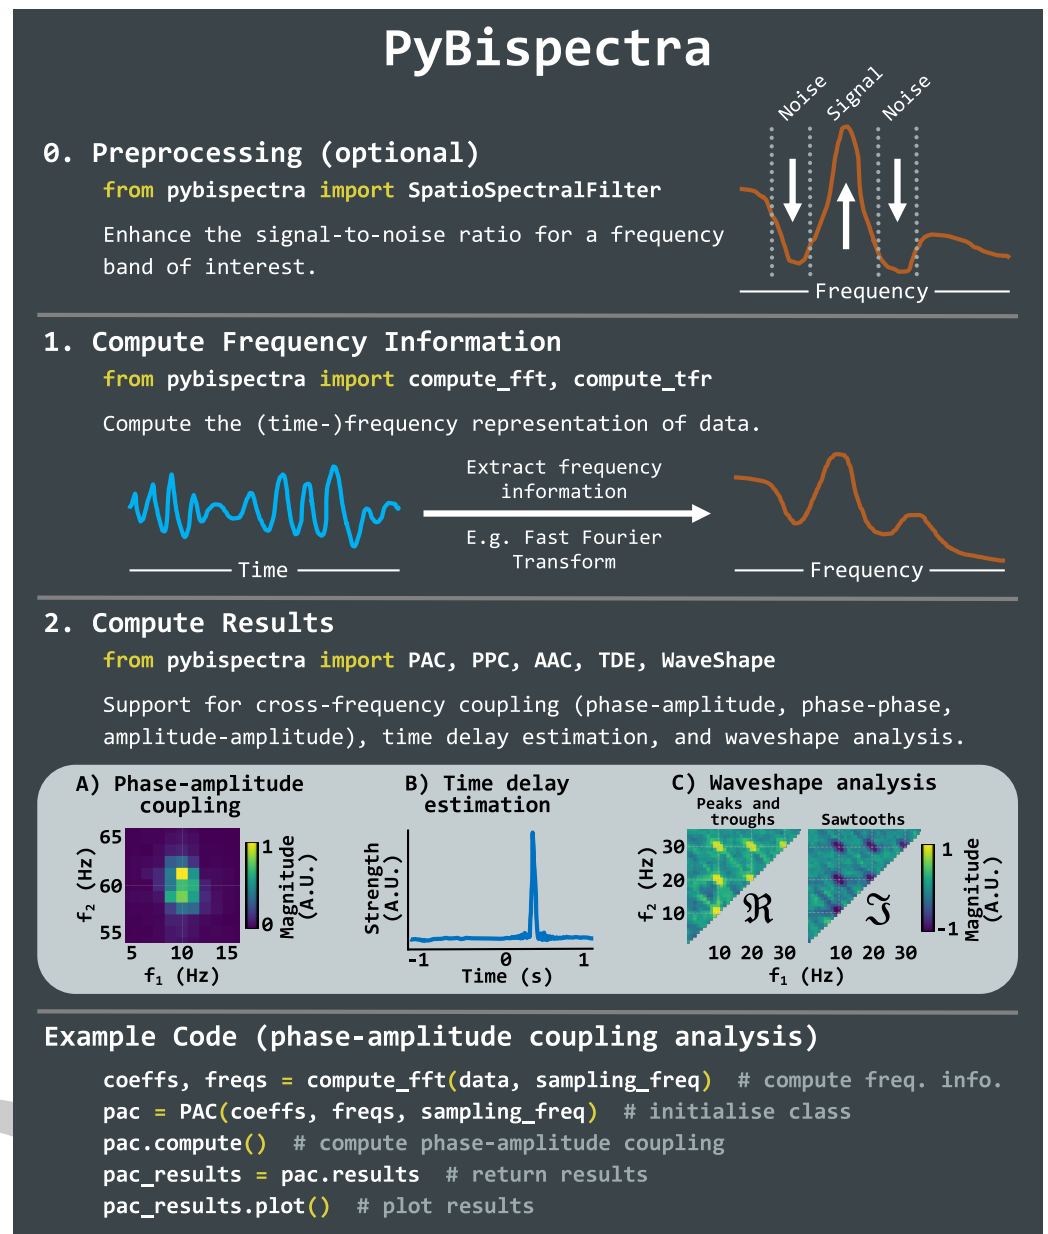 PyBispectra
Noise
Signal
Noise
0. Preprocessing (optional)
from pybispectra import SpatioSpectralFilter
Enhance the signal-to-noise ratio for a frequency
band of interest.
Frequency
1. Compute Frequency Information
from pybispectra import compute_fft, compute_tfr
Compute the (time-)frequency representation of data.
Extract frequency
information
E.g. Fast Fourier
Transform
Time
Frequency
2. Compute Results
from pybispectra import PAC, PPC, AAC, TDE, WaveShape
Support for cross-frequency coupling (phase-amplitude, phase-phase,
amplitude-amplitude), time delay estimation, and waveshape analysis.
A) Phase-amplitude
coupling
65
60
55
f₂ (Hz)
5 10 15
f₁ (Hz)
1
0
Magnitude
(A.U.)
B) Time delay
estimation
Strength
(A.U.)
-1 0 1
Time (s)
C) Waveshape analysis
Peaks and
troughs
Sawtooths
30
20
10
f₂ (Hz)
ℜ
ℑ
10 20 30
10 20 30
f₁ (Hz)
1
-1
Magnitude
(A.U.)
Example Code (phase-amplitude coupling analysis)
coeffs, freqs = compute_fft(data, sampling_freq)  # compute freq. info.
pac = PAC(coeffs, freqs, sampling_freq)  # initialise class
pac.compute()  # compute phase-amplitude coupling
pac_results = pac.results  # return results
pac_results.plot()  # plot results